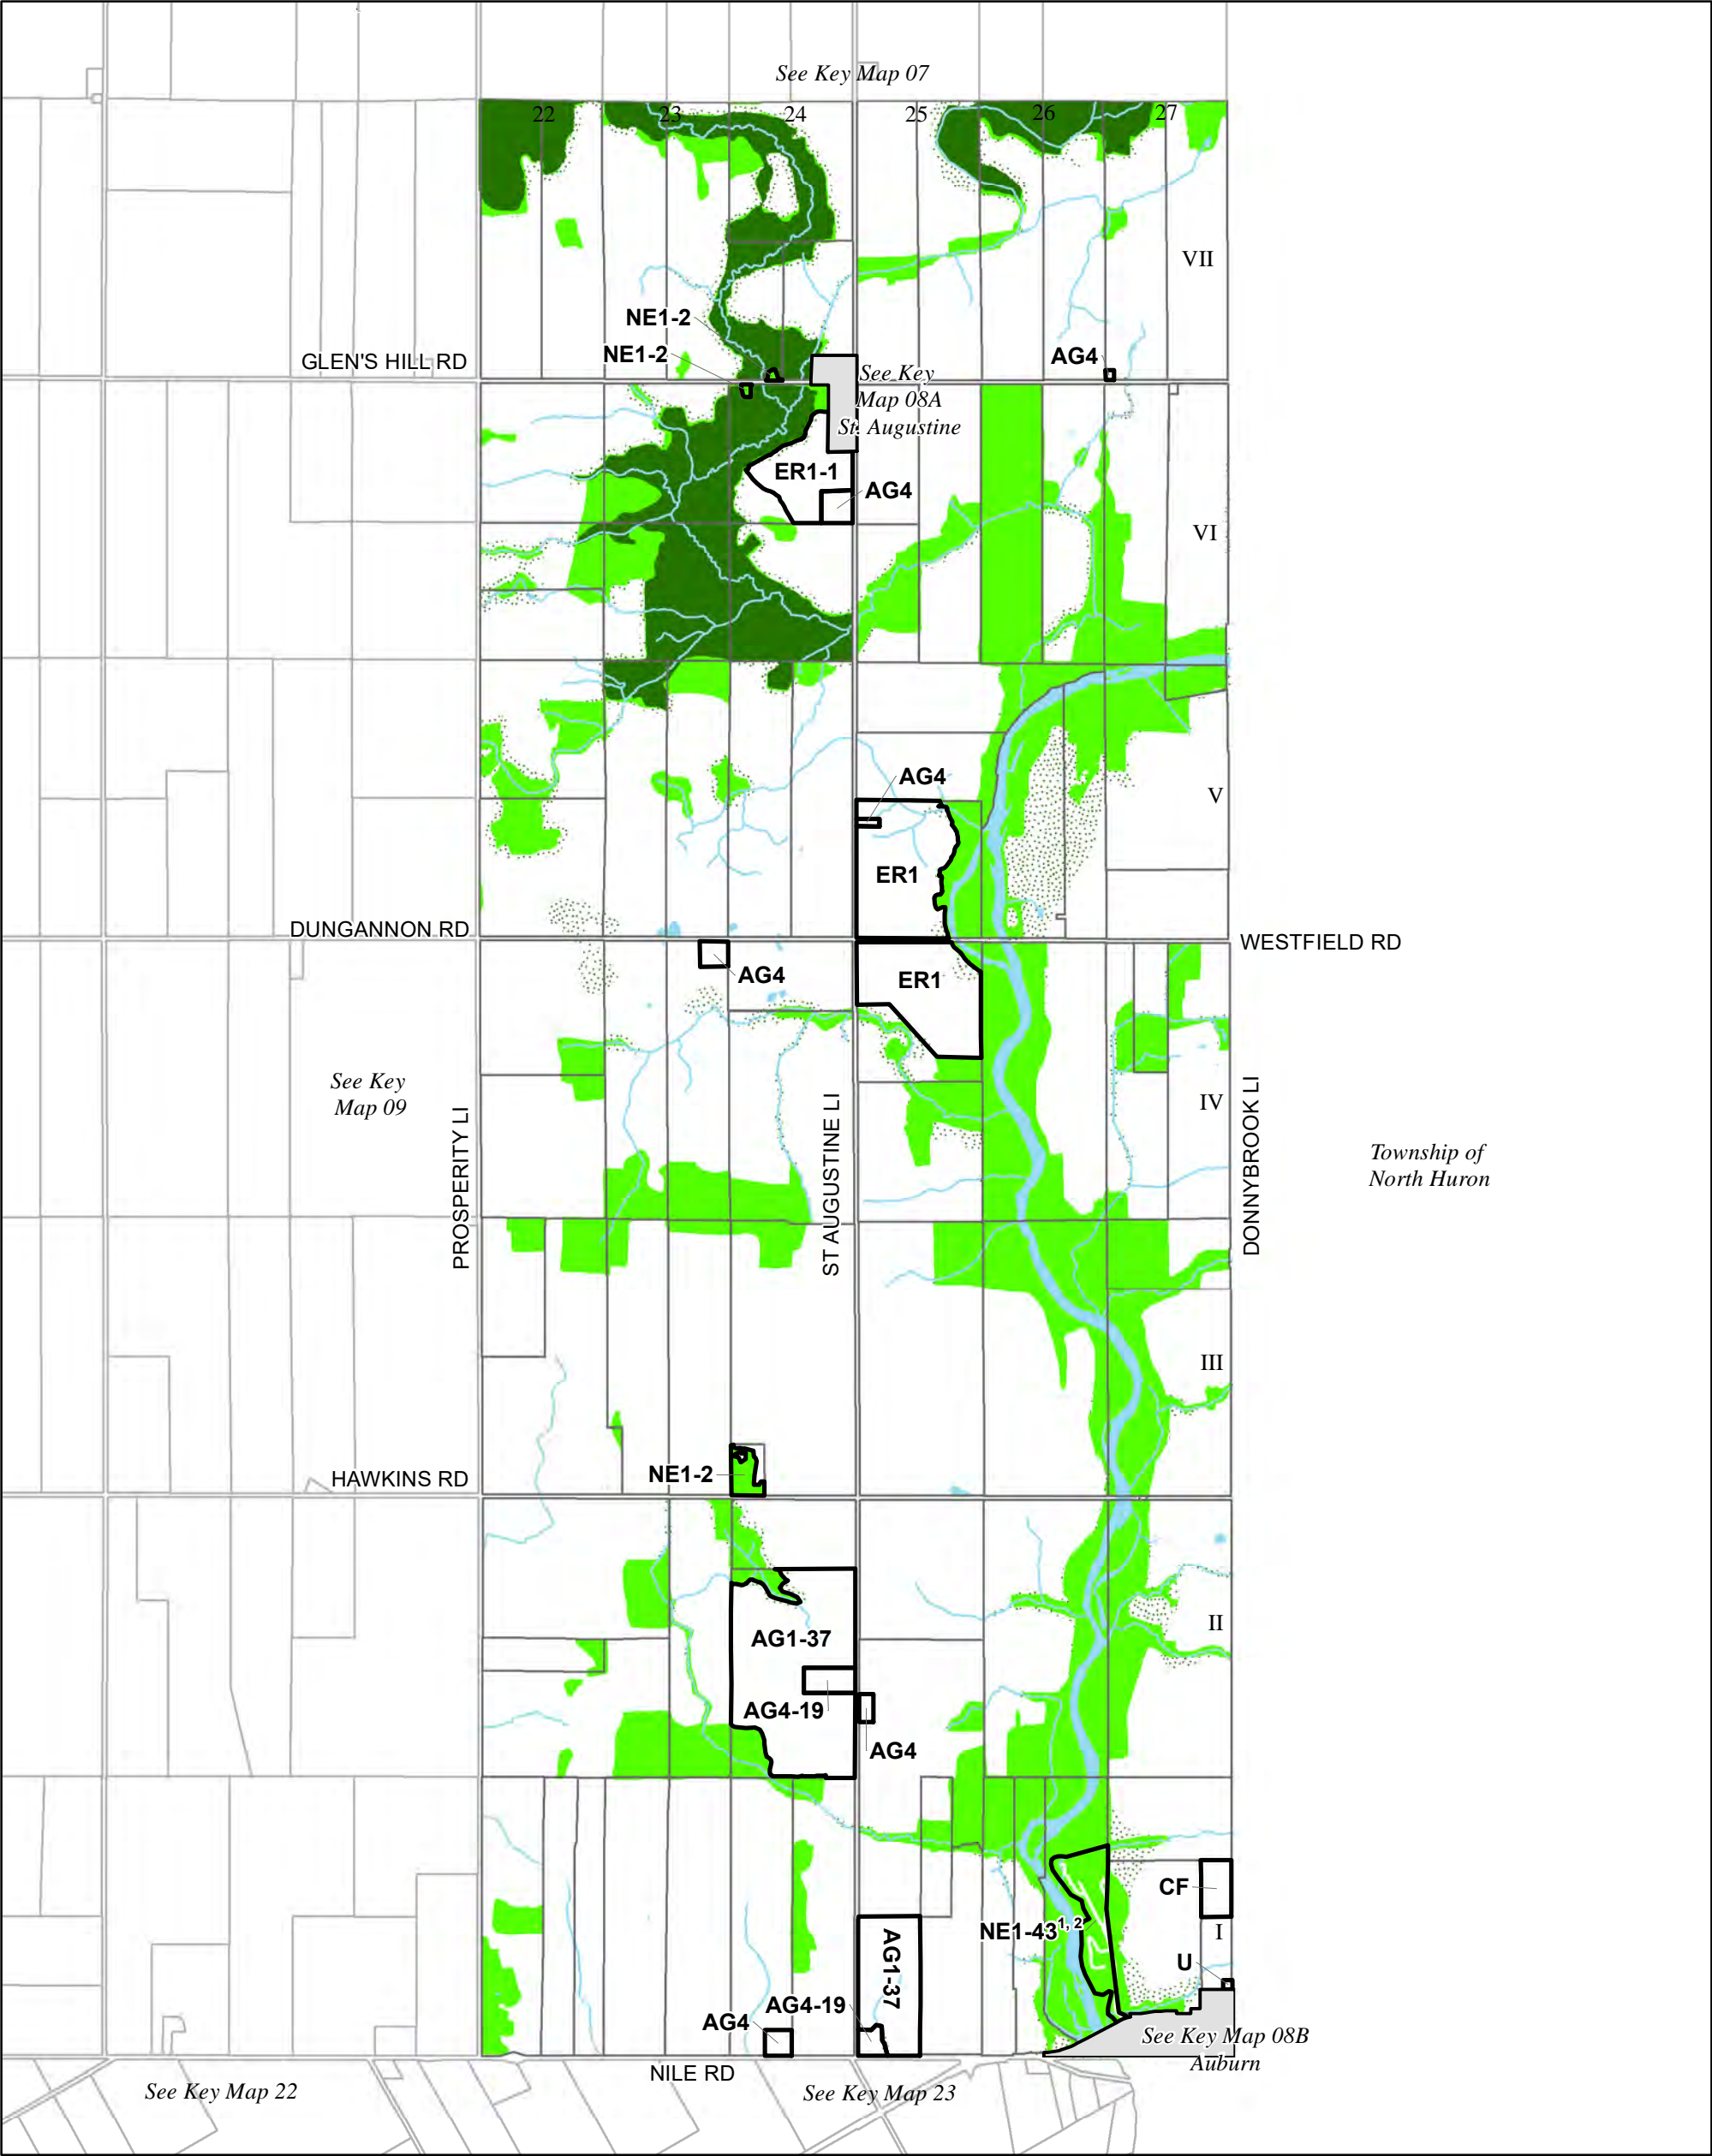 See Key Map 07
22 23 24 25 26 27
VII
NE1-2
NE1-2
AG4
GLEN'S HILL RD
See Key
Map 08A
St. Augustine
ER1-1
AG4
VI
AG4
V
ER1
DUNGANNON RD
WESTFIELD RD
AG4
ER1
See Key
Map 09
IV
PROSPERITY LI
ST AUGUSTINE LI
DONNYBROOK LI
Township of
North Huron
III
NE1-2
HAWKINS RD
II
AG1-37
AG4-19
AG4
CF
NE1-43¹, ²
I
AG1-37
U
AG4-19
AG4
See Key Map 08B
Auburn
NILE RD
See Key Map 22
See Key Map 23